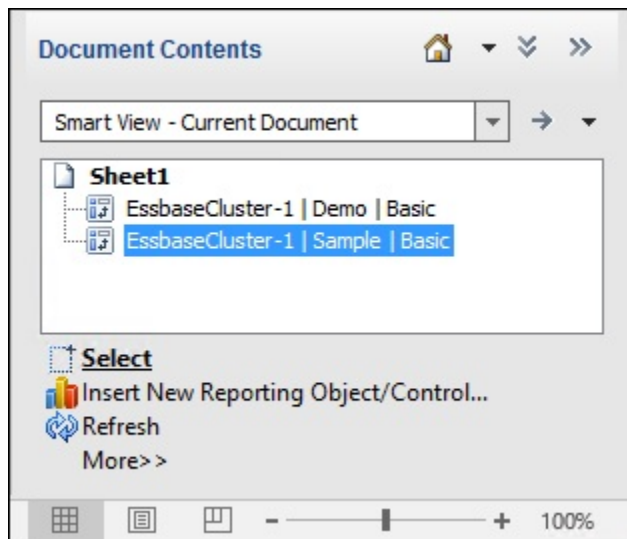 Document Contents
Smart View - Current Document
Sheet1
EssbaseCluster-1 | Demo | Basic
EssbaseCluster-1 | Sample | Basic
Select
Insert New Reporting Object/Control...
Refresh
More>>
100%